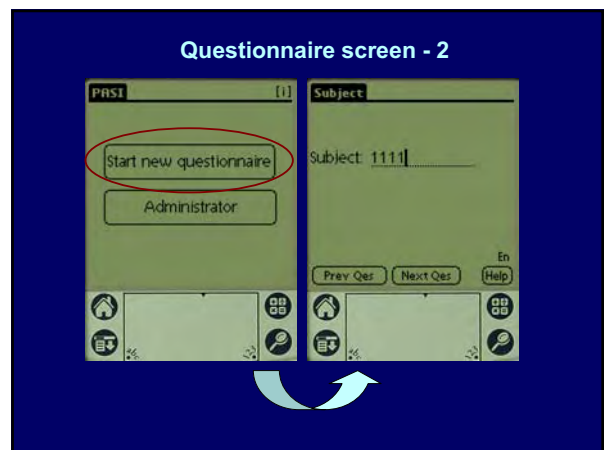 Questionnaire screen - 2
PASI [i]
Start new questionnaire
Administrator
Subject
Subject: 1111
En
Prev Qes Next Qes Help